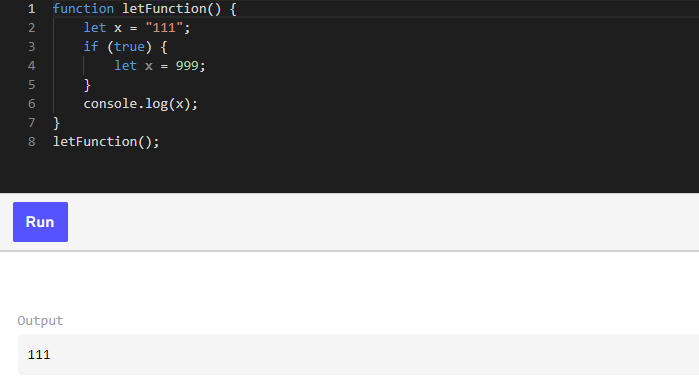 1 function letFunction() {
2 let x = "111";
3 if (true) {
4 let x = 999;
5 }
6 console.log(x);
7 }
8 letFunction();
Run
Output
111